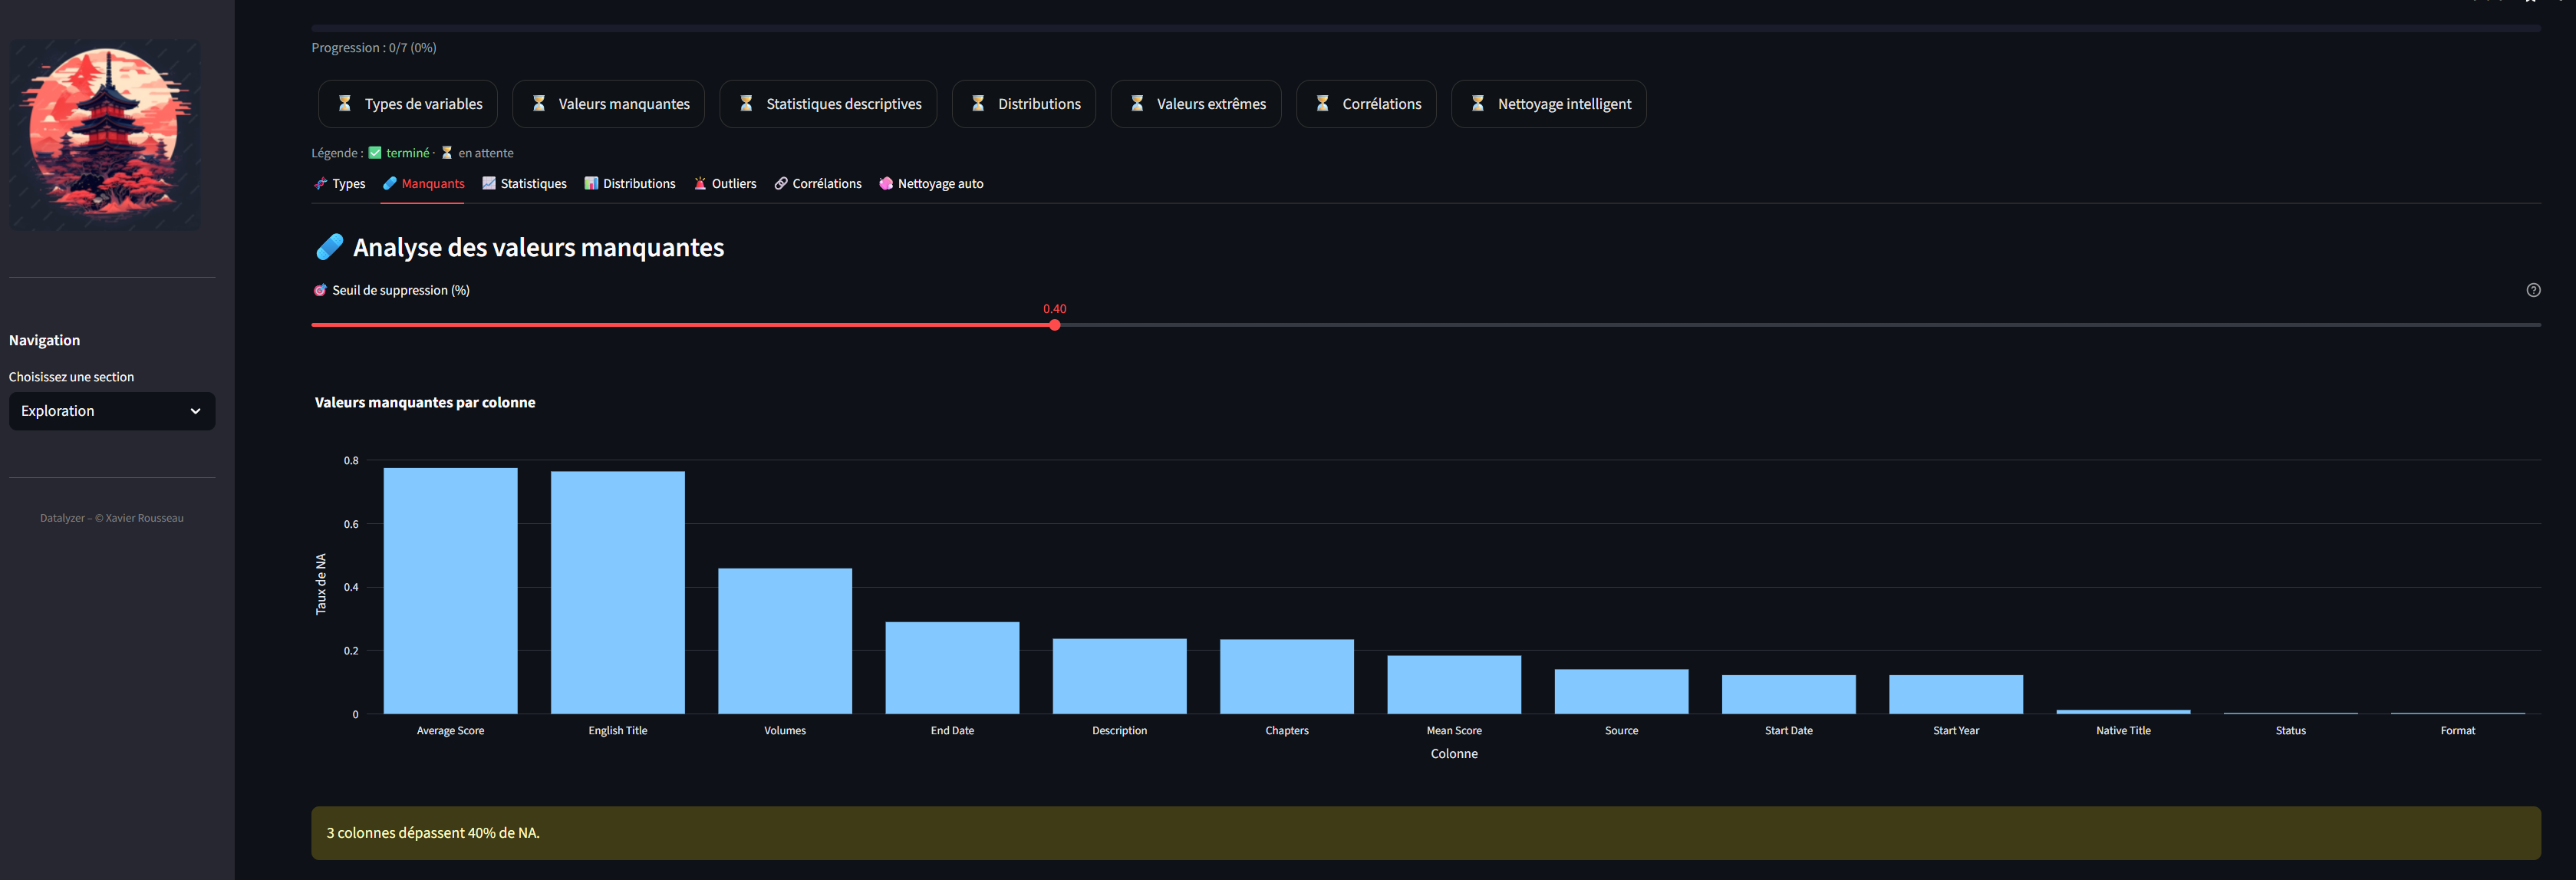 Progression : 0/7 (0%)
Types de variables
Valeurs manquantes
Statistiques descriptives
Distributions
Valeurs extrêmes
Corrélations
Nettoyage intelligent
Légende : ✅ terminé · ⏳ en attente
Types
Manquants
Statistiques
Distributions
Outliers
Corrélations
Nettoyage auto
Navigation
Choisissez une section
Exploration
Datalyzer – © Xavier Rousseau
Analyse des valeurs manquantes
Seuil de suppression (%)
0.40
Valeurs manquantes par colonne
Taux de NA
0.8
0.6
0.4
0.2
0
Average Score
English Title
Volumes
End Date
Description
Chapters
Mean Score
Source
Start Date
Start Year
Native Title
Status
Format
Colonne
3 colonnes dépassent 40% de NA.